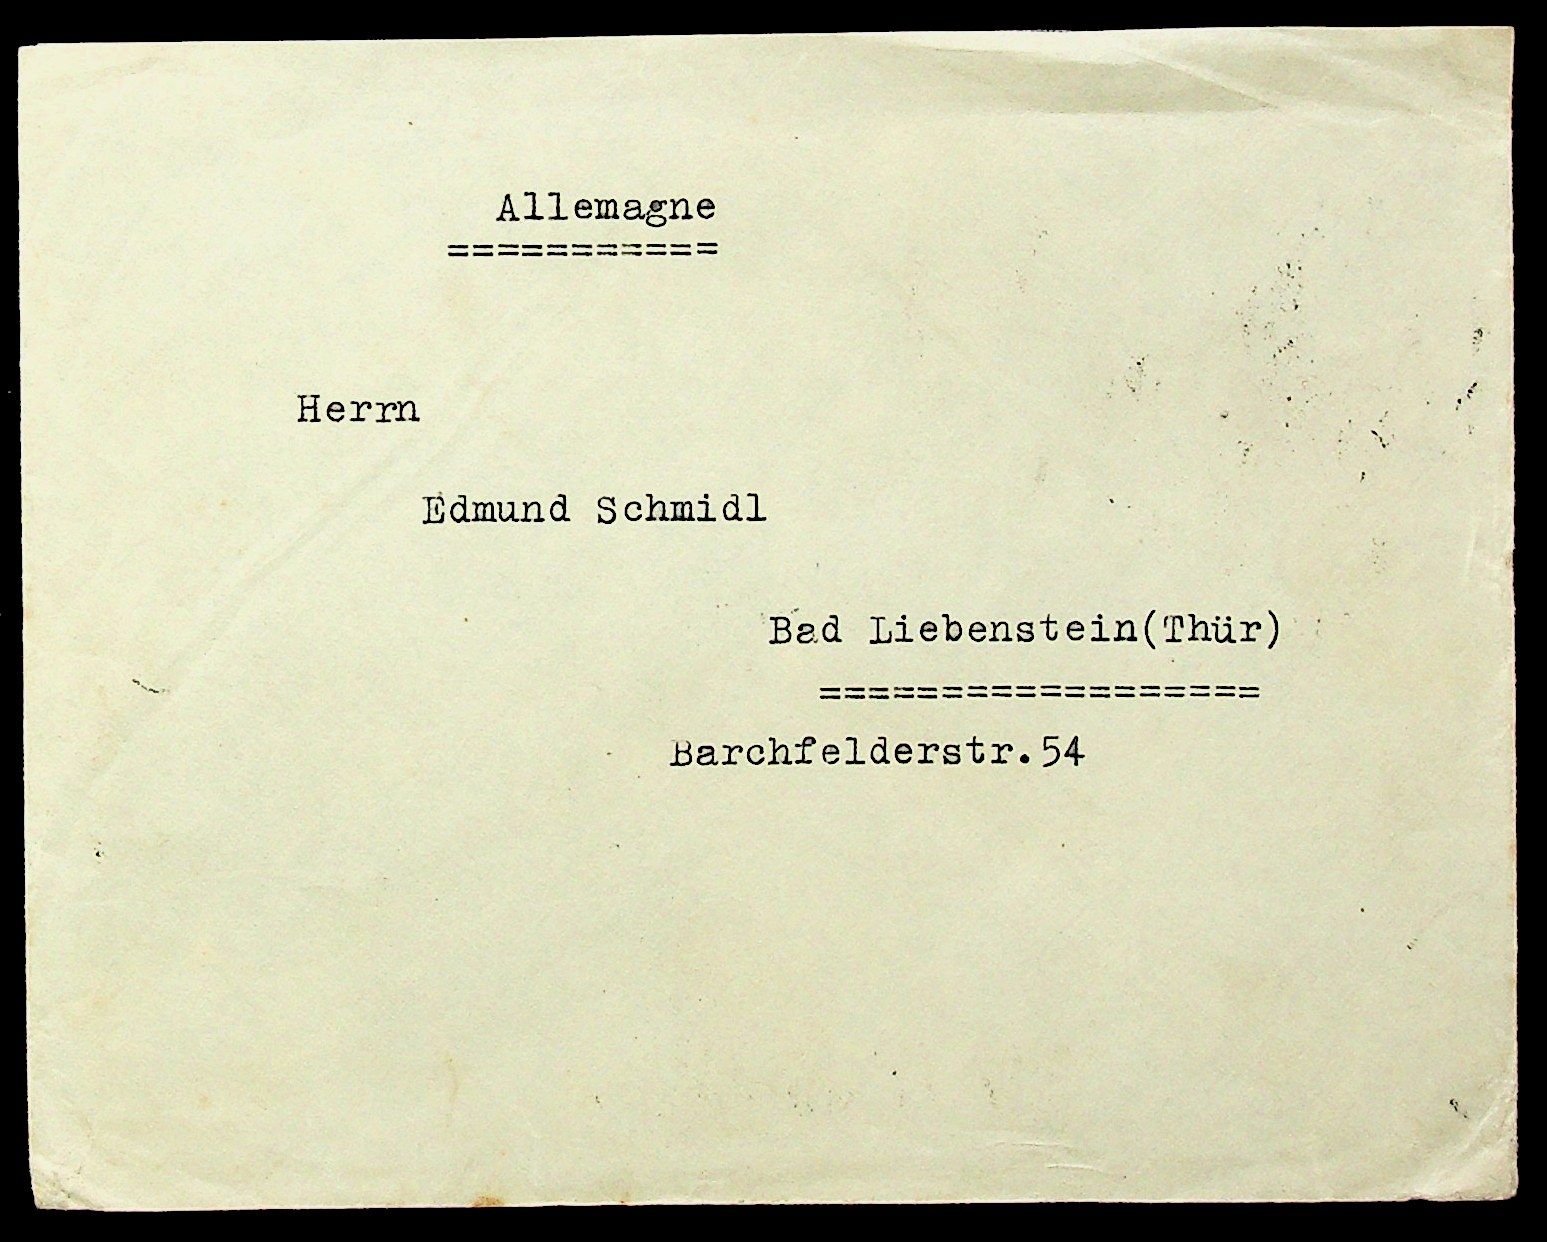 Allemagne
===========
Herrn
Edmund Schmidl
Bad Liebenstein(Thür)
==================
Barchfelderstr.54